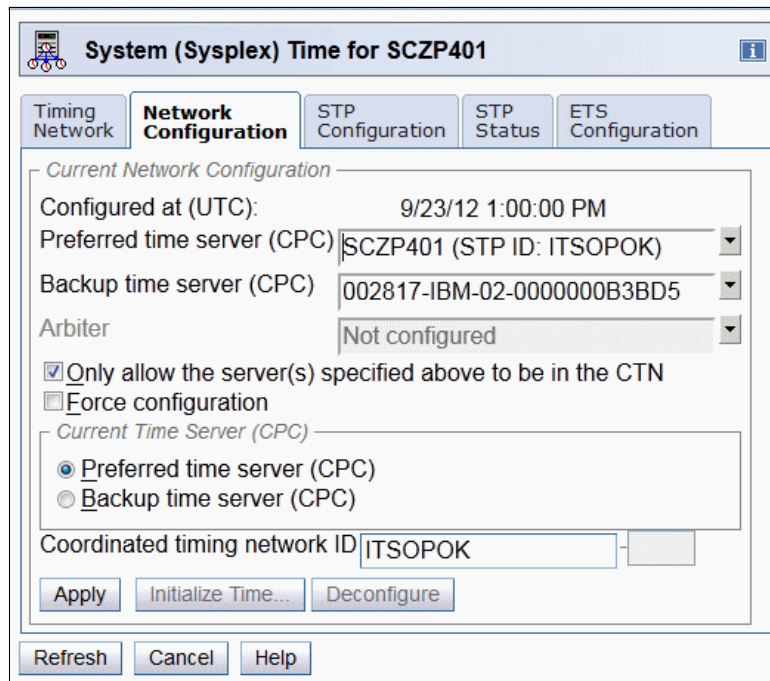 System (Sysplex) Time for SCZP401
i
Timing Network
Network Configuration
STP Configuration
STP Status
ETS Configuration
Current Network Configuration
Configured at (UTC): 9/23/12 1:00:00 PM
Preferred time server (CPC) SCZP401 (STP ID: ITSOPOK)
Backup time server (CPC) 002817-IBM-02-0000000B3BD5
Arbiter Not configured
Only allow the server(s) specified above to be in the CTN
Force configuration
Current Time Server (CPC)
Preferred time server (CPC)
Backup time server (CPC)
Coordinated timing network ID ITSOPOK -
Apply Initialize Time... Deconfigure
Refresh Cancel Help